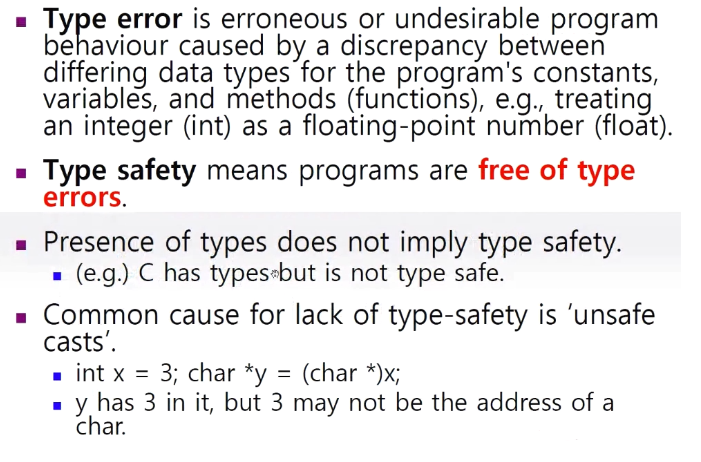 Type error is erroneous or undesirable program
behaviour caused by a discrepancy between
differing data types for the program's constants,
variables, and methods (functions), e.g., treating
an integer (int) as a floating-point number (float).
Type safety means programs are free of type
errors.
Presence of types does not imply type safety.
(e.g.) C has types but is not type safe.
Common cause for lack of type-safety is ‘unsafe
casts’.
int x = 3; char *y = (char *)x;
y has 3 in it, but 3 may not be the address of a
char.